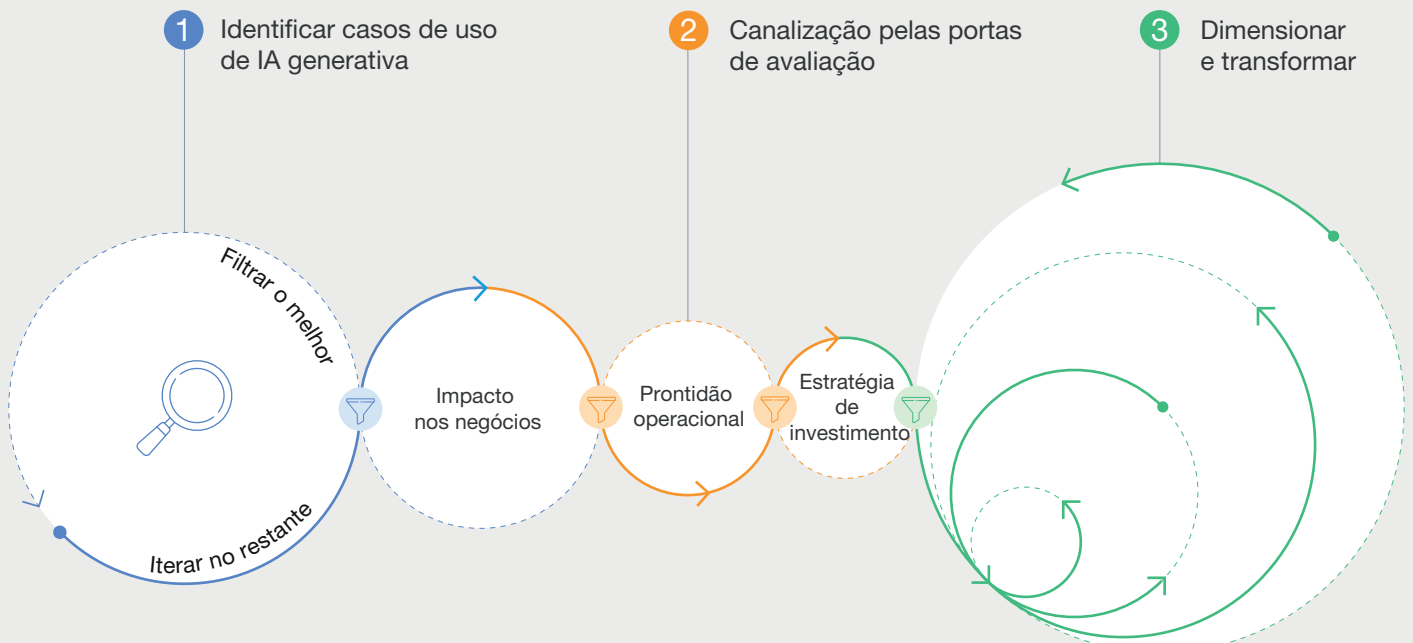 1
Identificar casos de uso
de IA generativa
2
Canalização pelas portas
de avaliação
3
Dimensionar
e transformar
Filtrar o melhor
Iterar no restante
Impacto
nos negócios
Prontidão
operacional
Estratégia
de
investimento